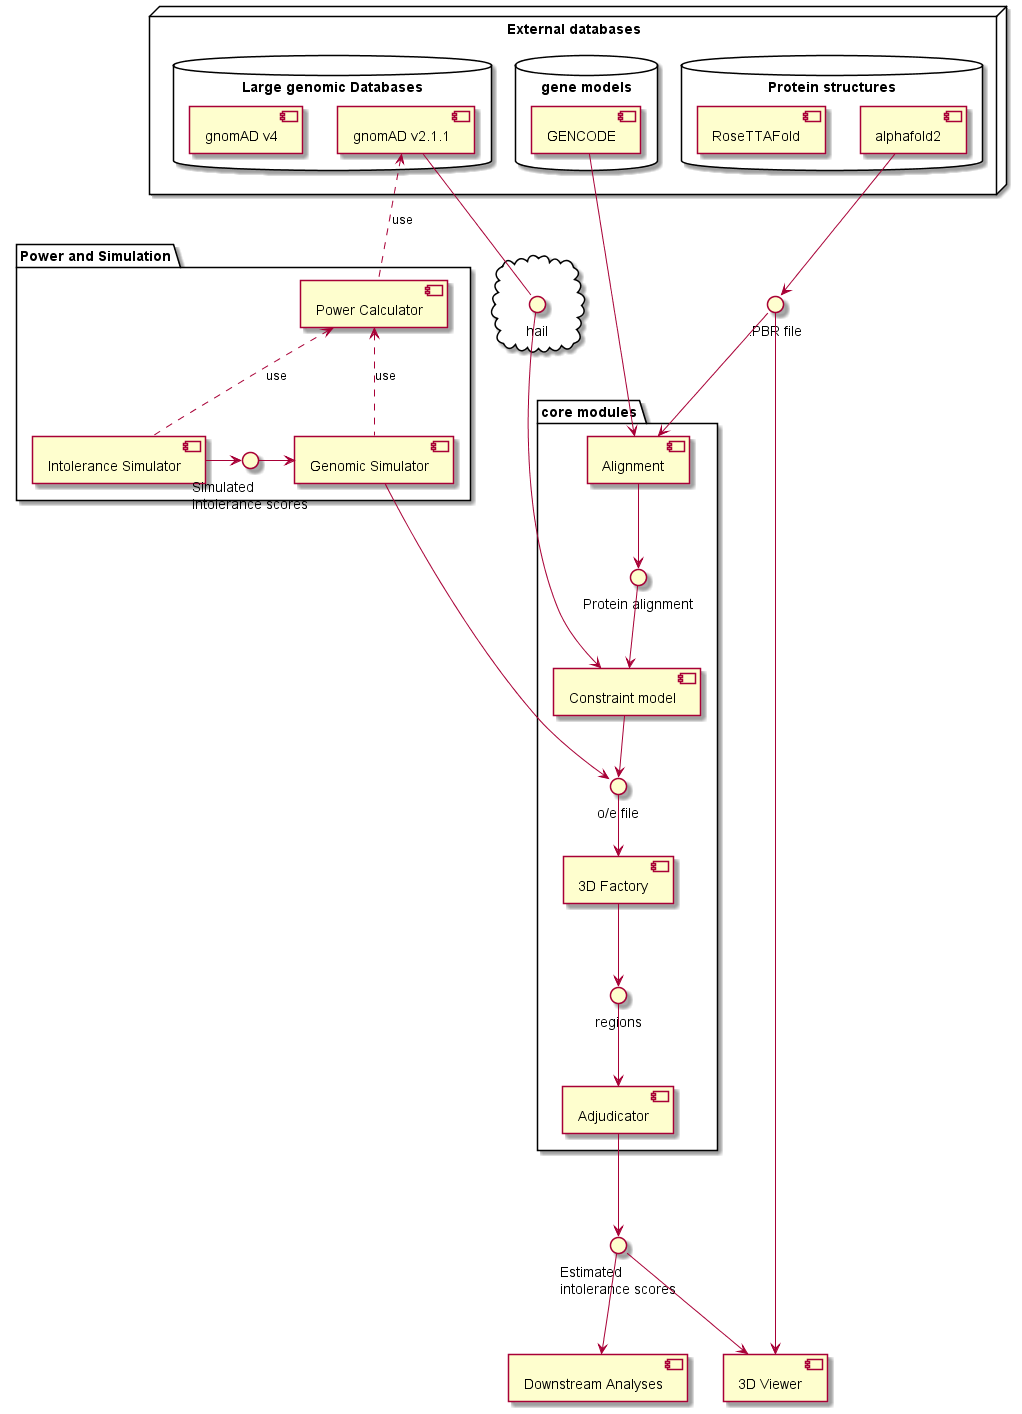 External databases
Large genomic Databases
gene models
Protein structures
gnomAD v4
gnomAD v2.1.1
GENCODE
RoseTTAFold
alphafold2
use
Power and Simulation
Power Calculator
hail
.PBR file
use
use
core modules
Intolerance Simulator
Simulated
intolerance scores
Genomic Simulator
Alignment
Protein alignment
Constraint model
o/e file
3D Factory
regions
Adjudicator
Estimated
intolerance scores
Downstream Analyses
3D Viewer